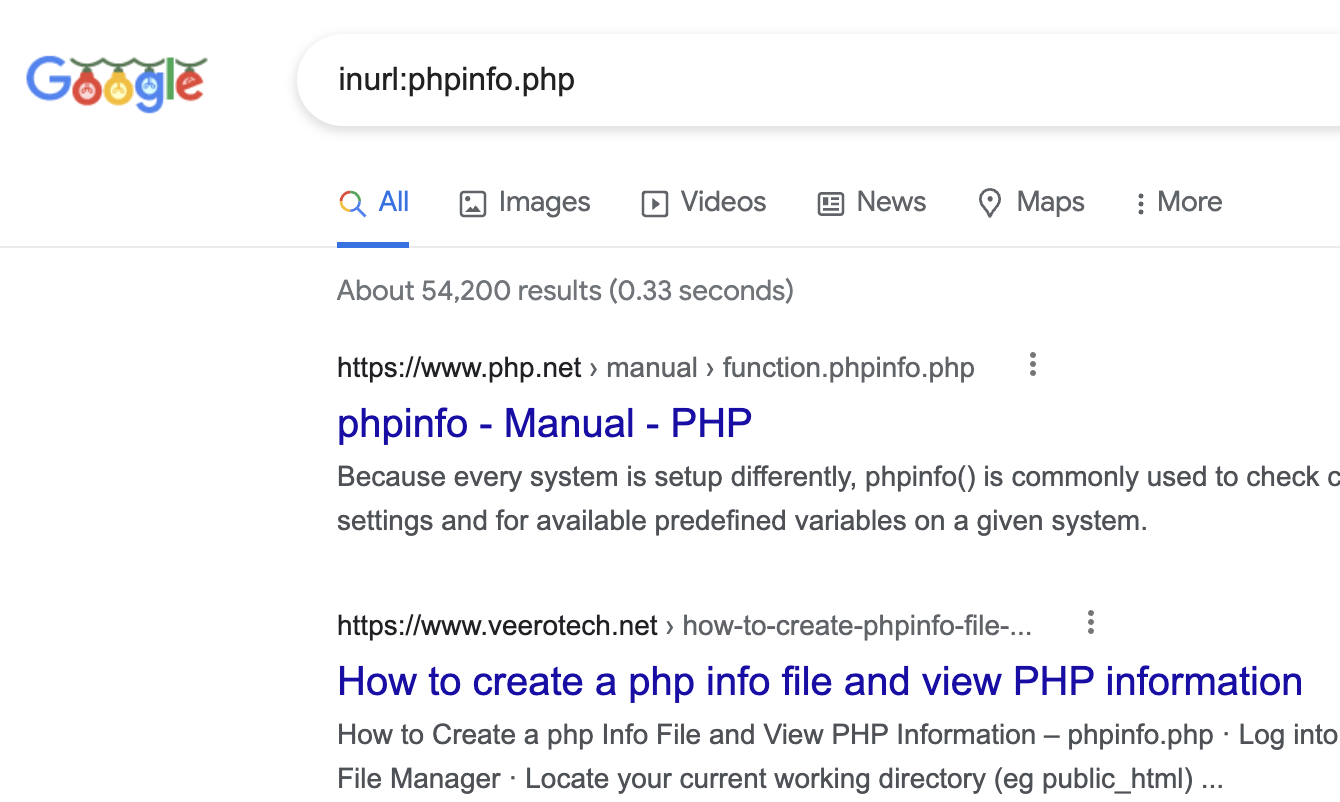 Google
inurl:phpinfo.php
All Images Videos News Maps More
About 54,200 results (0.33 seconds)
https://www.php.net › manual › function.phpinfo.php
phpinfo - Manual - PHP
Because every system is setup differently, phpinfo() is commonly used to check c
settings and for available predefined variables on a given system.
https://www.veerotech.net › how-to-create-phpinfo-file-...
How to create a php info file and view PHP information
How to Create a php Info File and View PHP Information – phpinfo.php · Log into
File Manager · Locate your current working directory (eg public_html) ...